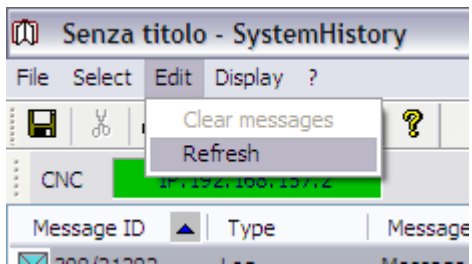 Senza titolo - SystemHistory
File Select Edit Display ?
Clear messages
Refresh
CNC IP:192.168.157.2
Message ID Type Message